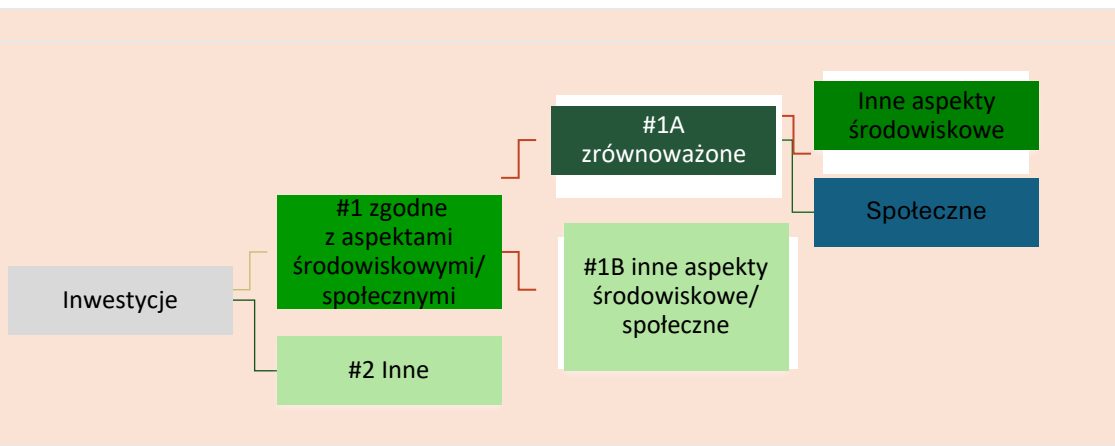 Inwestycje
#1 zgodne
z aspektami
środowiskowymi/
społecznymi
#2 Inne
#1A
zrównoważone
#1B inne aspekty
środowiskowe/
społeczne
Inne aspekty
środowiskowe
Społeczne